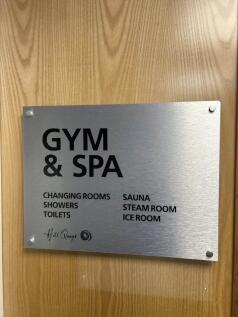 GYM
& SPA
CHANGING ROOMS
SHOWERS
TOILETS
SAUNA
STEAM ROOM
ICE ROOM